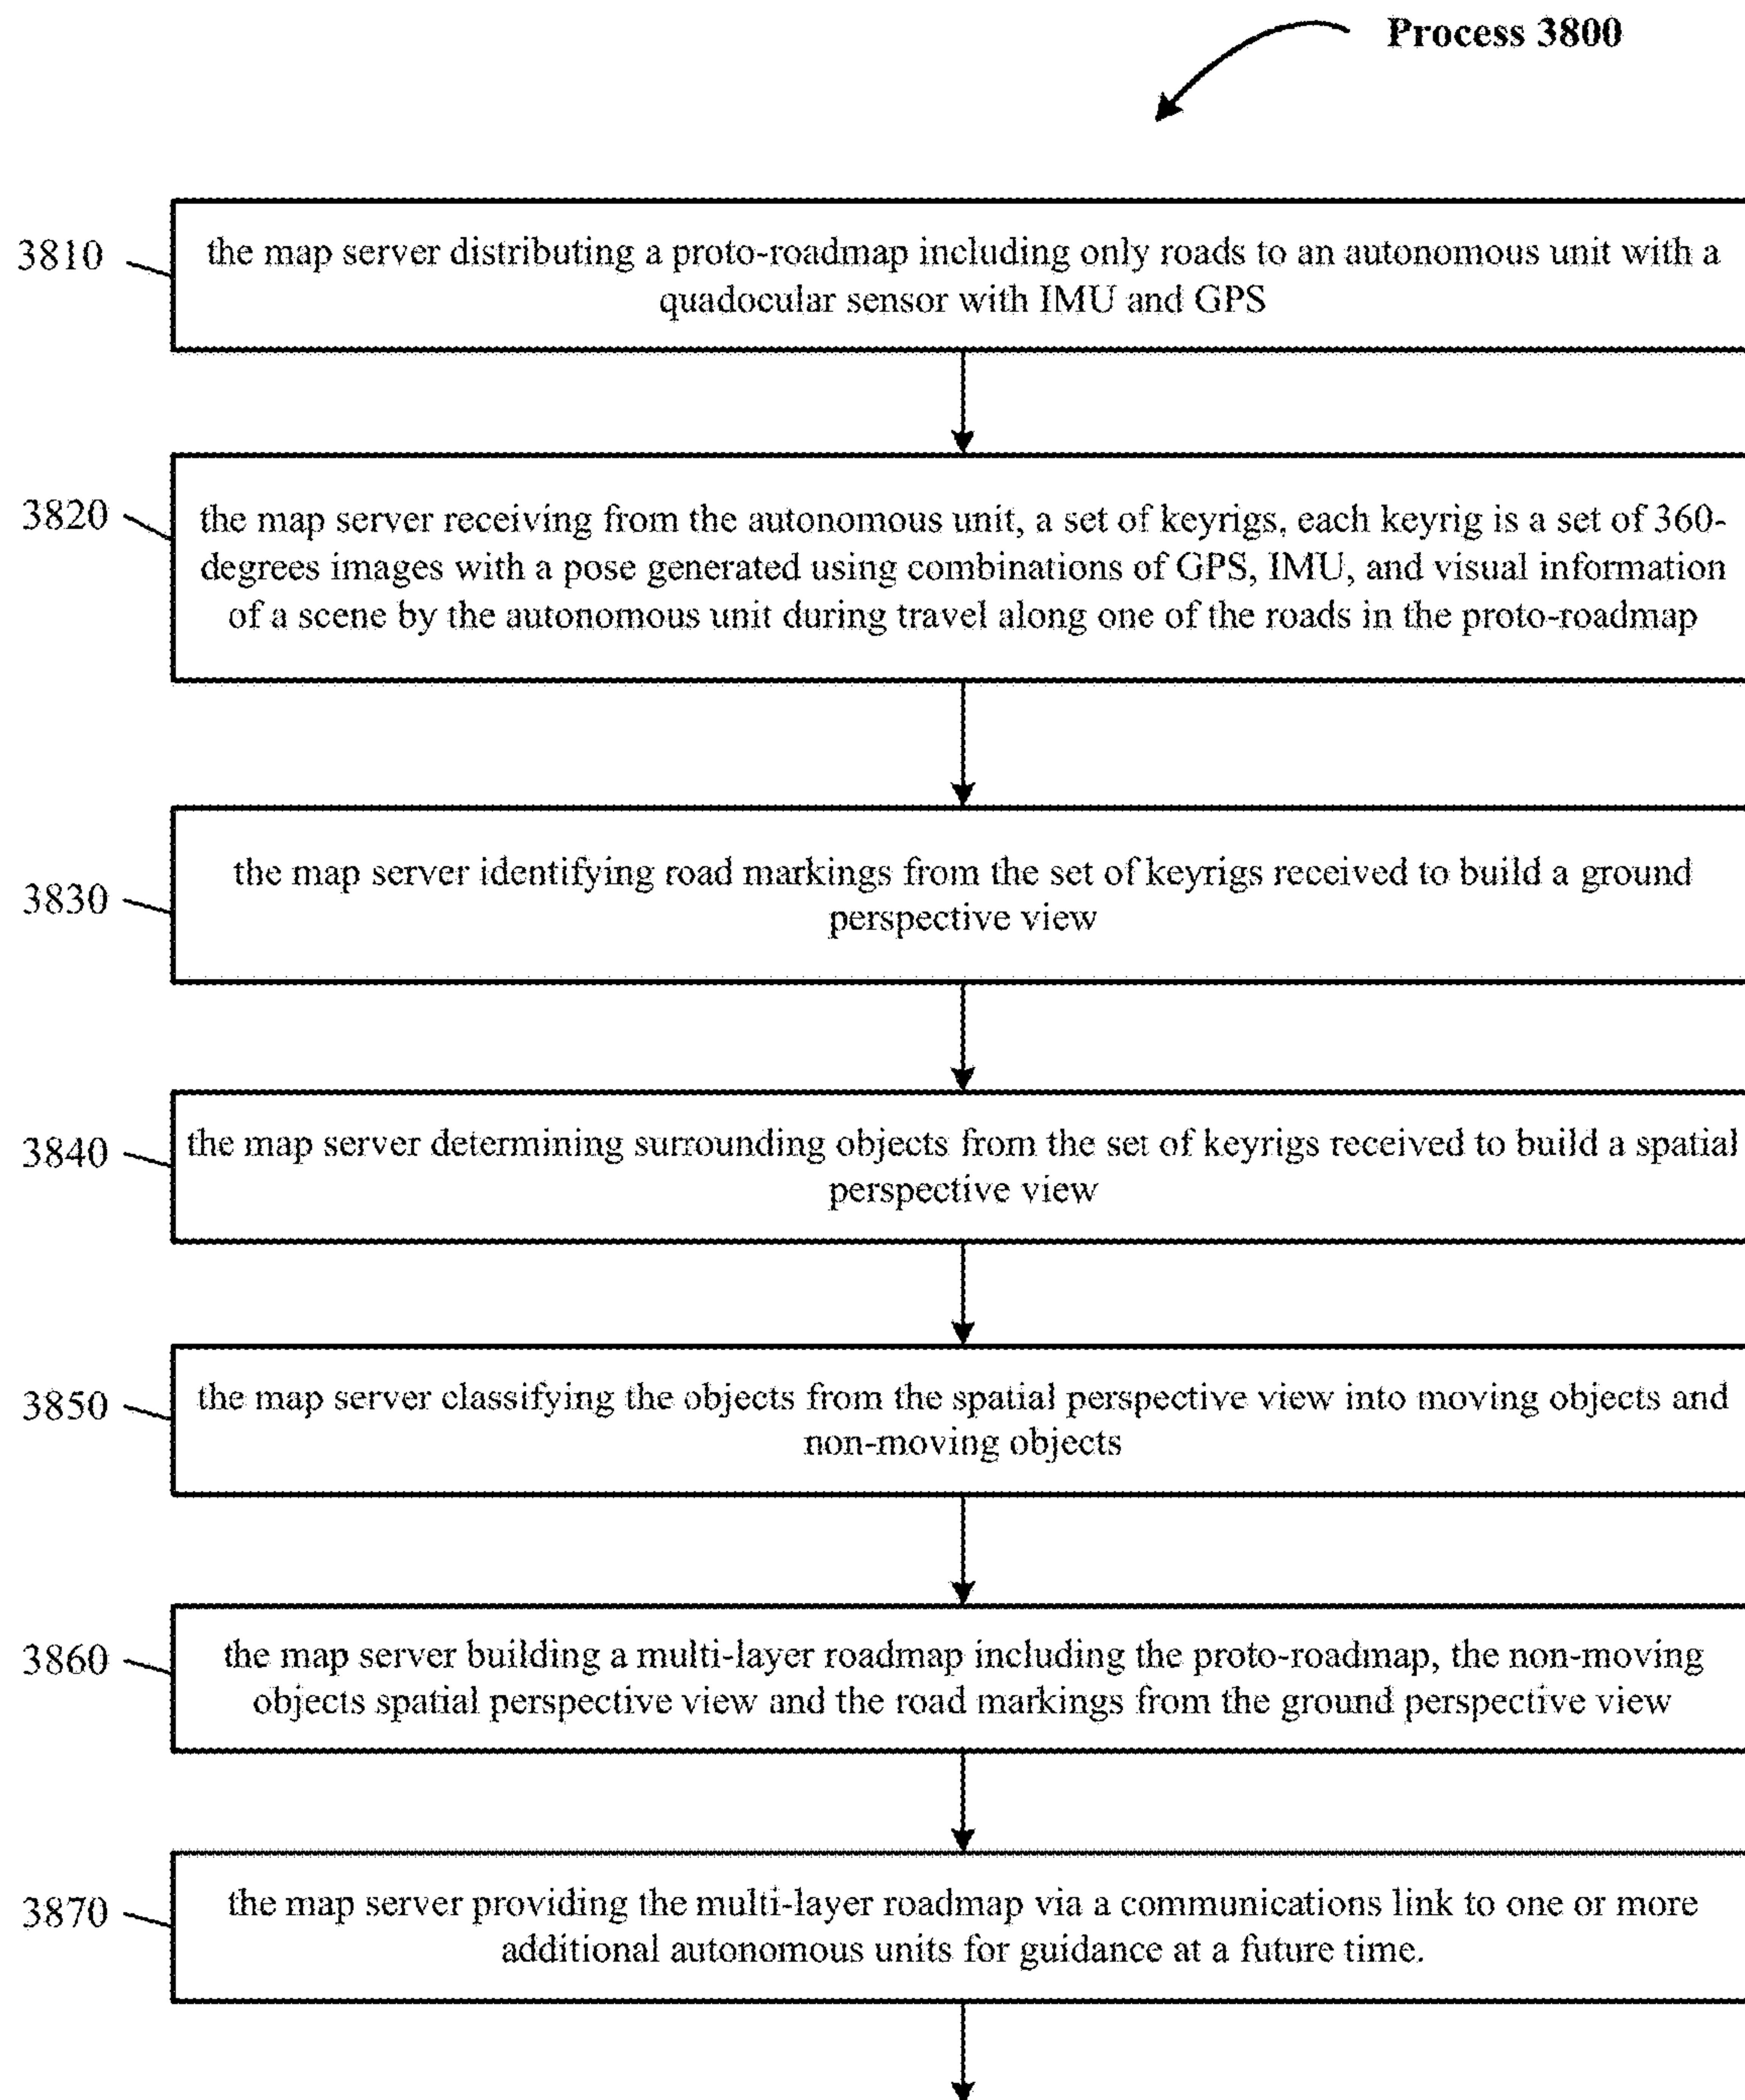 Process 3800
3810
the map server distributing a proto-roadmap including only roads to an autonomous unit with a
quadocular sensor with IMU and GPS
3820
the map server receiving from the autonomous unit, a set of keyrigs, each keyrig is a set of 360-
degrees images with a pose generated using combinations of GPS, IMU, and visual information
of a scene by the autonomous unit during travel along one of the roads in the proto-roadmap
3830
the map server identifying road markings from the set of keyrigs received to build a ground
perspective view
3840
the map server determining surrounding objects from the set of keyrigs received to build a spatial
perspective view
3850
the map server classifying the objects from the spatial perspective view into moving objects and
non-moving objects
3860
the map server building a multi-layer roadmap including the proto-roadmap, the non-moving
objects spatial perspective view and the road markings from the ground perspective view
3870
the map server providing the multi-layer roadmap via a communications link to one or more
additional autonomous units for guidance at a future time.